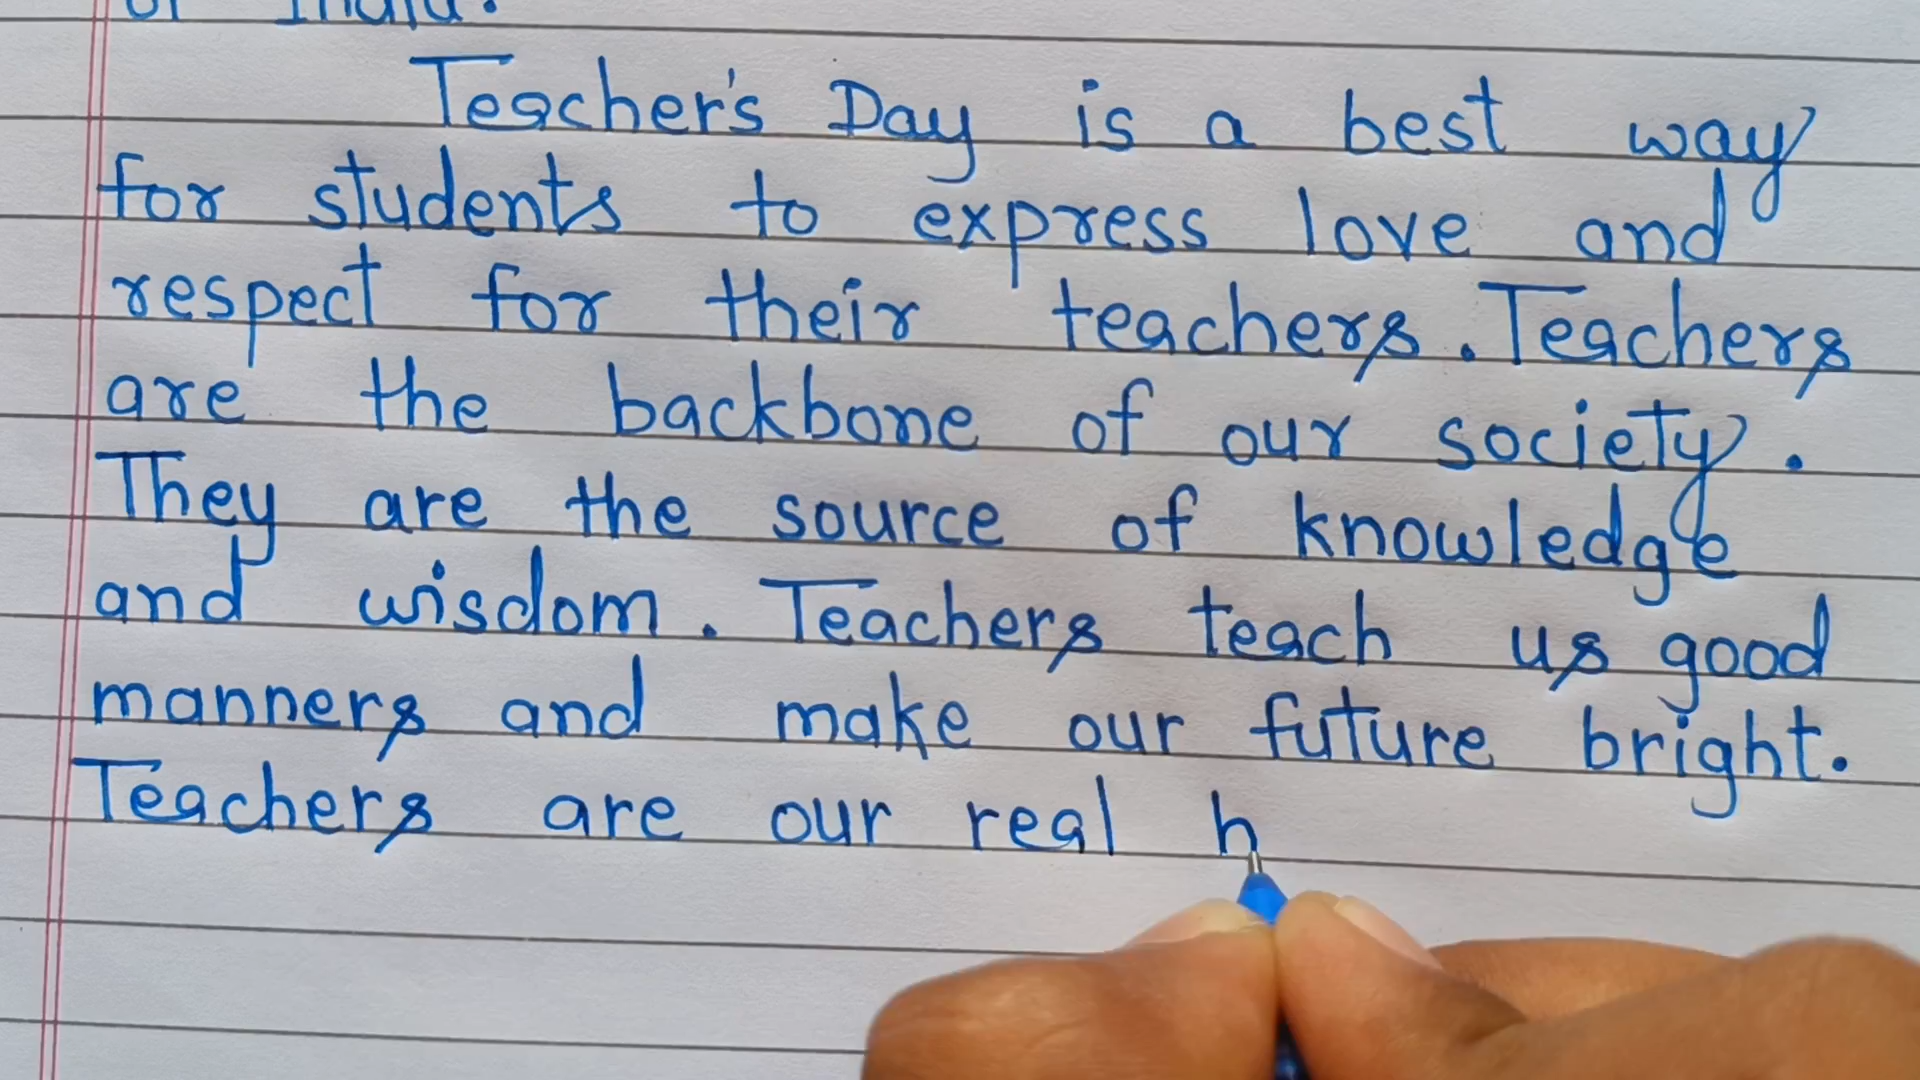 of India.
Teacher's Day is a best way
for students to express love and
respect for their teachers. Teachers
are the backbone of our society.
They are the source of knowledge
and wisdom. Teachers teach us good
manners and make our future bright.
Teachers are our real h